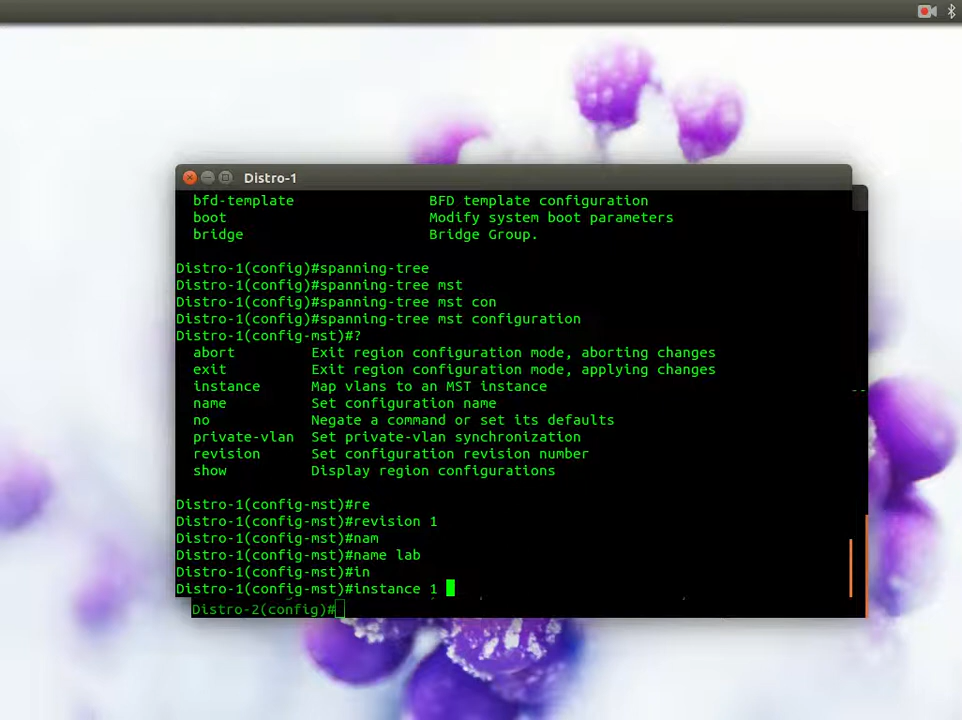 Distro-1
bfd-template BFD template configuration
boot Modify system boot parameters
bridge Bridge Group.
Distro-1(config)#spanning-tree
Distro-1(config)#spanning-tree mst
Distro-1(config)#spanning-tree mst con
Distro-1(config)#spanning-tree mst configuration
Distro-1(config-mst)#?
abort Exit region configuration mode, aborting changes
exit Exit region configuration mode, applying changes
instance Map vlans to an MST instance
name Set configuration name
no Negate a command or set its defaults
private-vlan Set private-vlan synchronization
revision Set configuration revision number
show Display region configurations
Distro-1(config-mst)#re
Distro-1(config-mst)#revision 1
Distro-1(config-mst)#nam
Distro-1(config-mst)#name lab
Distro-1(config-mst)#in
Distro-1(config-mst)#instance 1
Distro-2(config)#